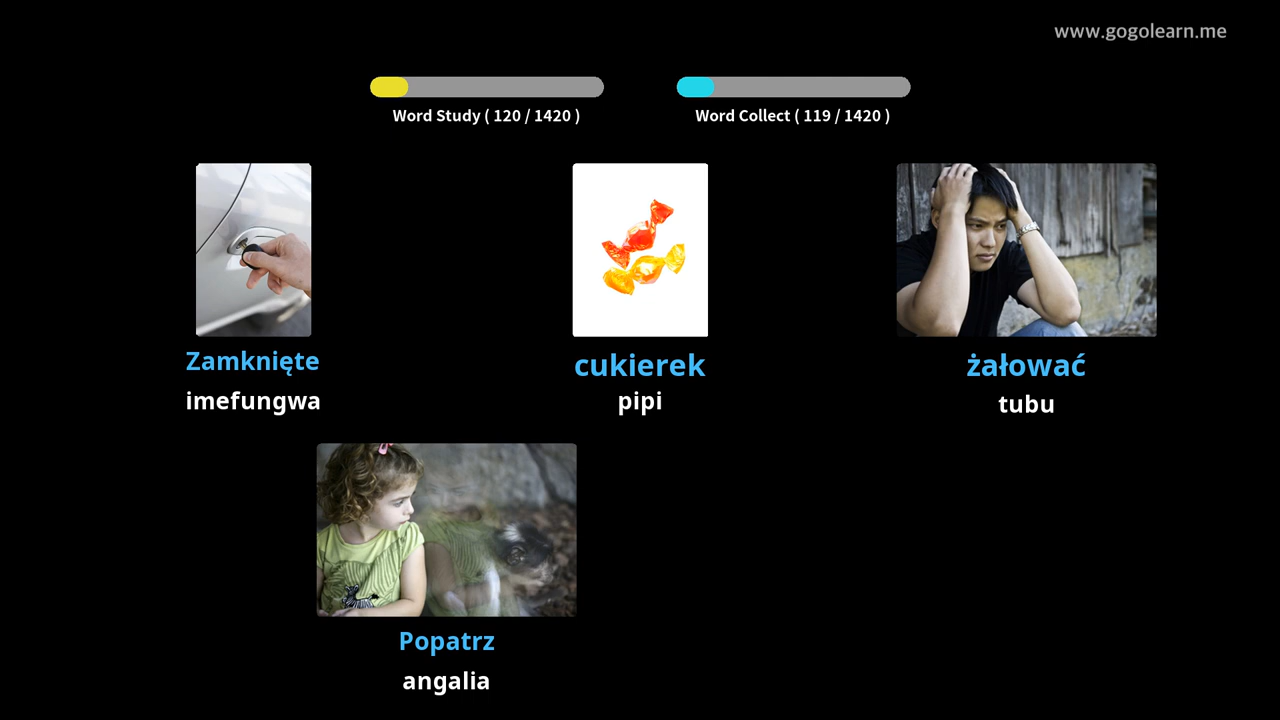 www.gogolearn.me
Word Study ( 120 / 1420 )
Word Collect ( 119 / 1420 )
Zamknięte
imefungwa
cukierek
pipi
żałować
tubu
Popatrz
angalia